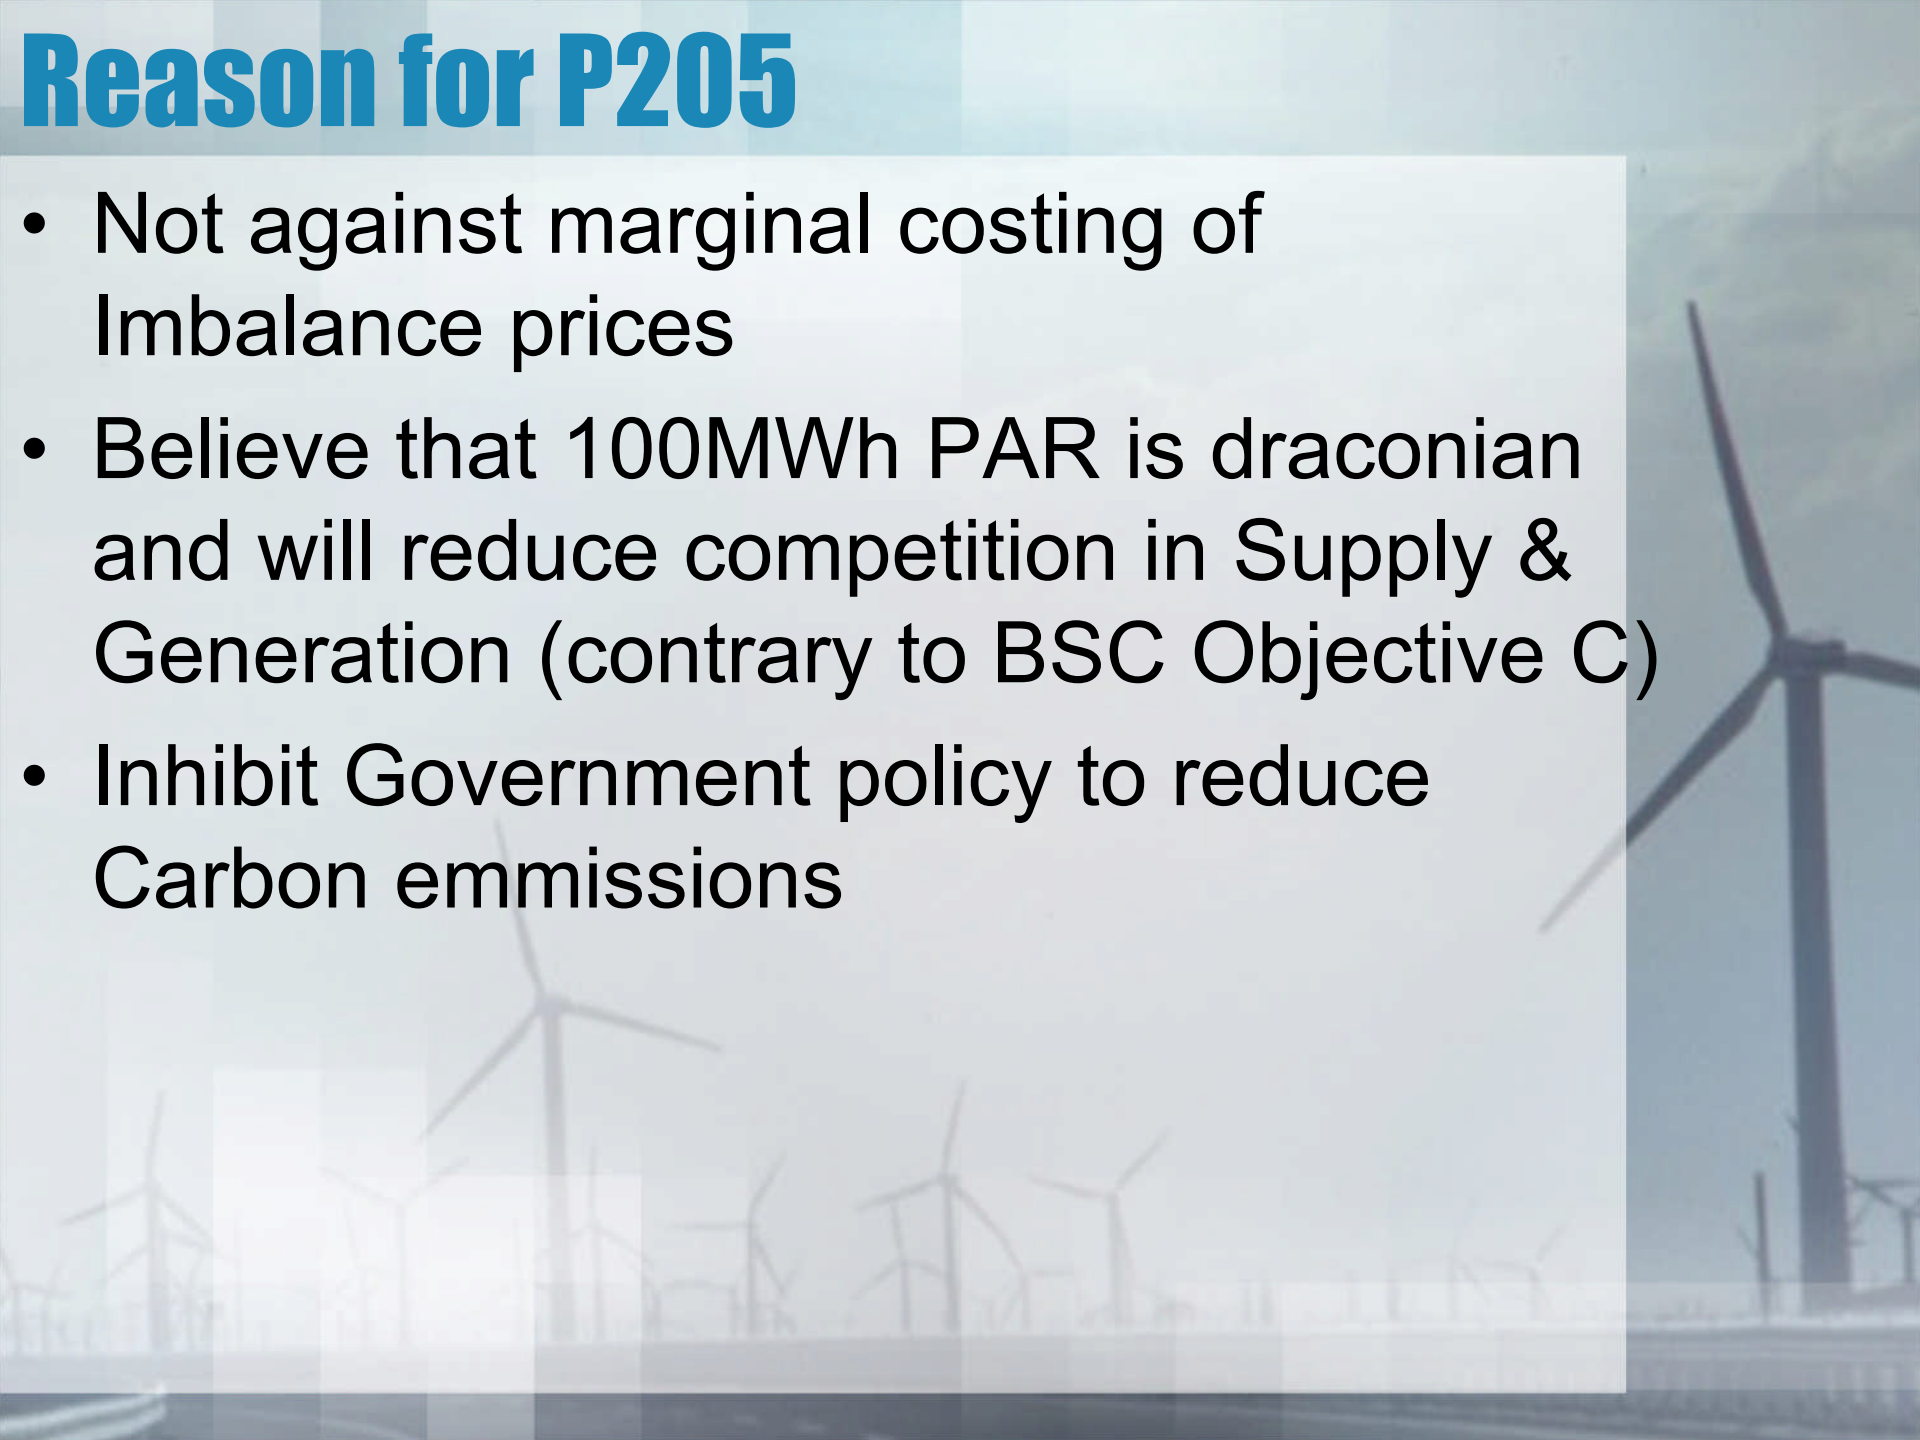 Reason for P205
• Not against marginal costing of
Imbalance prices
• Believe that 100MWh PAR is draconian
and will reduce competition in Supply &
Generation (contrary to BSC Objective C)
• Inhibit Government policy to reduce
Carbon emmissions